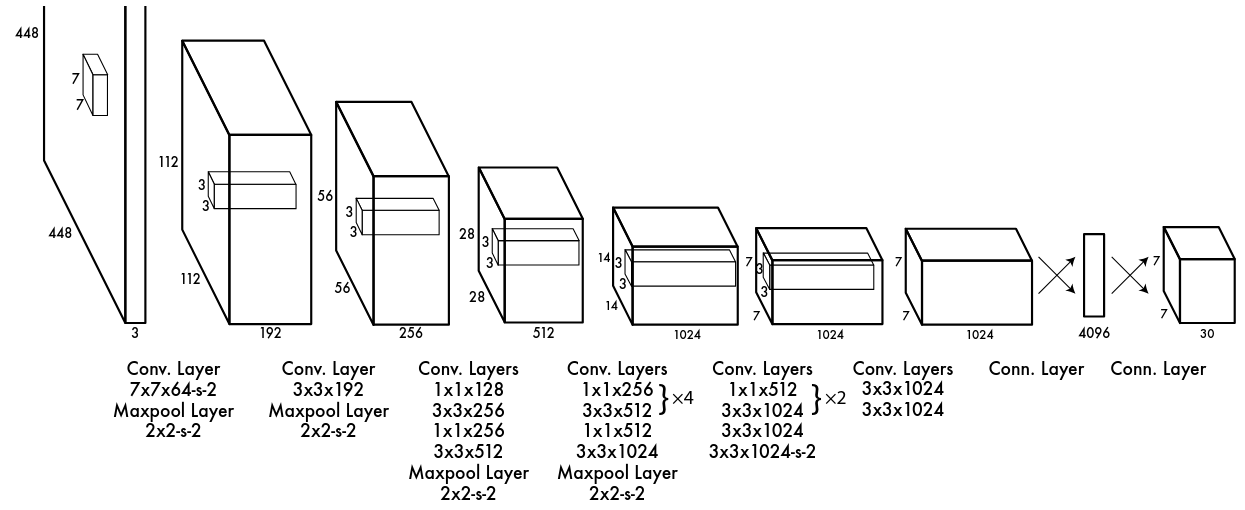 448
7
7
448
3
112
3
3
112
192
56
3
3
56
256
28
3
3
28
512
14
3
3
14
1024
7
3
3
7
1024
7
7
1024
4096
7
7
30
Conv. Layer
7x7x64-s-2
Maxpool Layer
2x2-s-2
Conv. Layer
3x3x192
Maxpool Layer
2x2-s-2
Conv. Layers
1x1x128
3x3x256
1x1x256
3x3x512
Maxpool Layer
2x2-s-2
Conv. Layers
1x1x256
3x3x512
} ×4
1x1x512
3x3x1024
Maxpool Layer
2x2-s-2
Conv. Layers
1x1x512
3x3x1024
} ×2
3x3x1024
3x3x1024-s-2
Conv. Layers
3x3x1024
3x3x1024
Conn. Layer
Conn. Layer